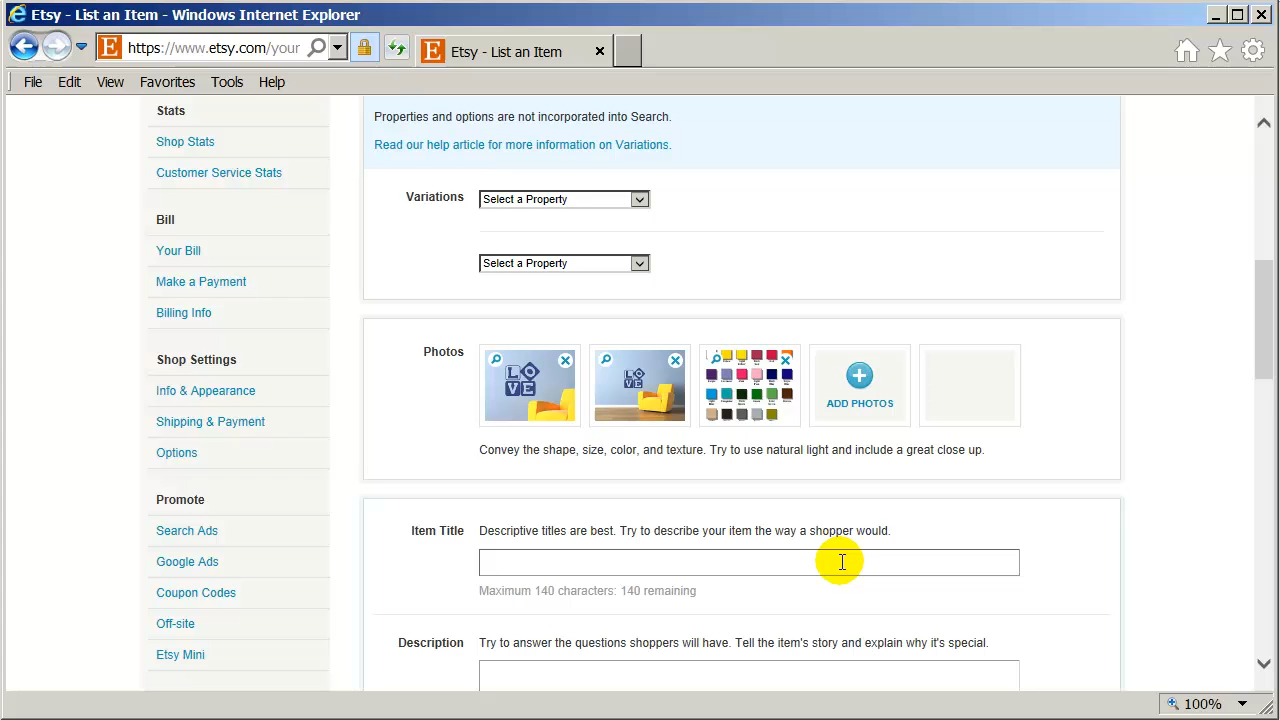 Etsy - List an Item - Windows Internet Explorer
https://www.etsy.com/your
Etsy - List an Item
File Edit View Favorites Tools Help
Stats
Shop Stats
Customer Service Stats
Bill
Your Bill
Make a Payment
Billing Info
Shop Settings
Info & Appearance
Shipping & Payment
Options
Promote
Search Ads
Google Ads
Coupon Codes
Off-site
Etsy Mini
Properties and options are not incorporated into Search.
Read our help article for more information on Variations.
Variations
Select a Property
Select a Property
Photos
LOVE
LOVE
ADD PHOTOS
Convey the shape, size, color, and texture. Try to use natural light and include a great close up.
Item Title
Descriptive titles are best. Try to describe your item the way a shopper would.
Maximum 140 characters: 140 remaining
Description
Try to answer the questions shoppers will have. Tell the item's story and explain why it's special.
100%